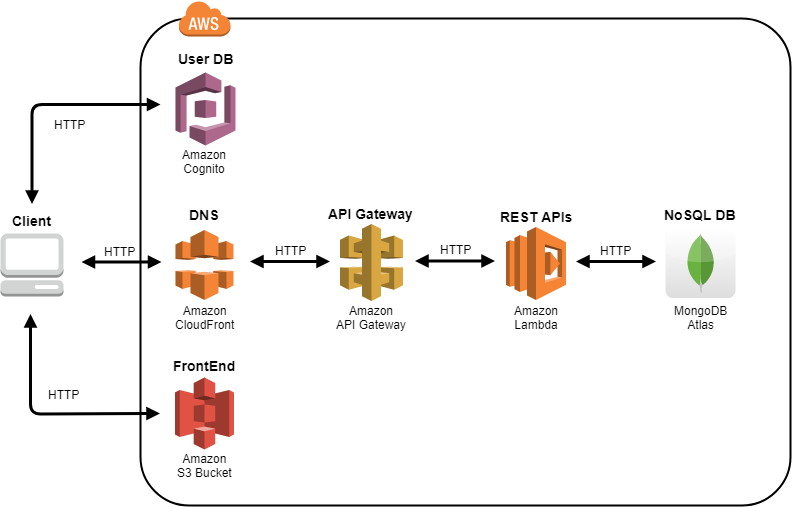 AWS
User DB
Amazon
Cognito
HTTP
Client
HTTP
DNS
Amazon
CloudFront
HTTP
API Gateway
Amazon
API Gateway
HTTP
REST APIs
Amazon
Lambda
HTTP
NoSQL DB
MongoDB
Atlas
HTTP
FrontEnd
Amazon
S3 Bucket